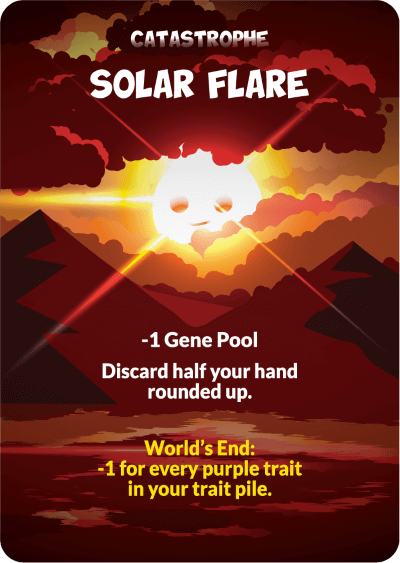 CATASTROPHE
SOLAR FLARE
-1 Gene Pool
Discard half your hand
rounded up.
World's End:
-1 for every purple trait
in your trait pile.